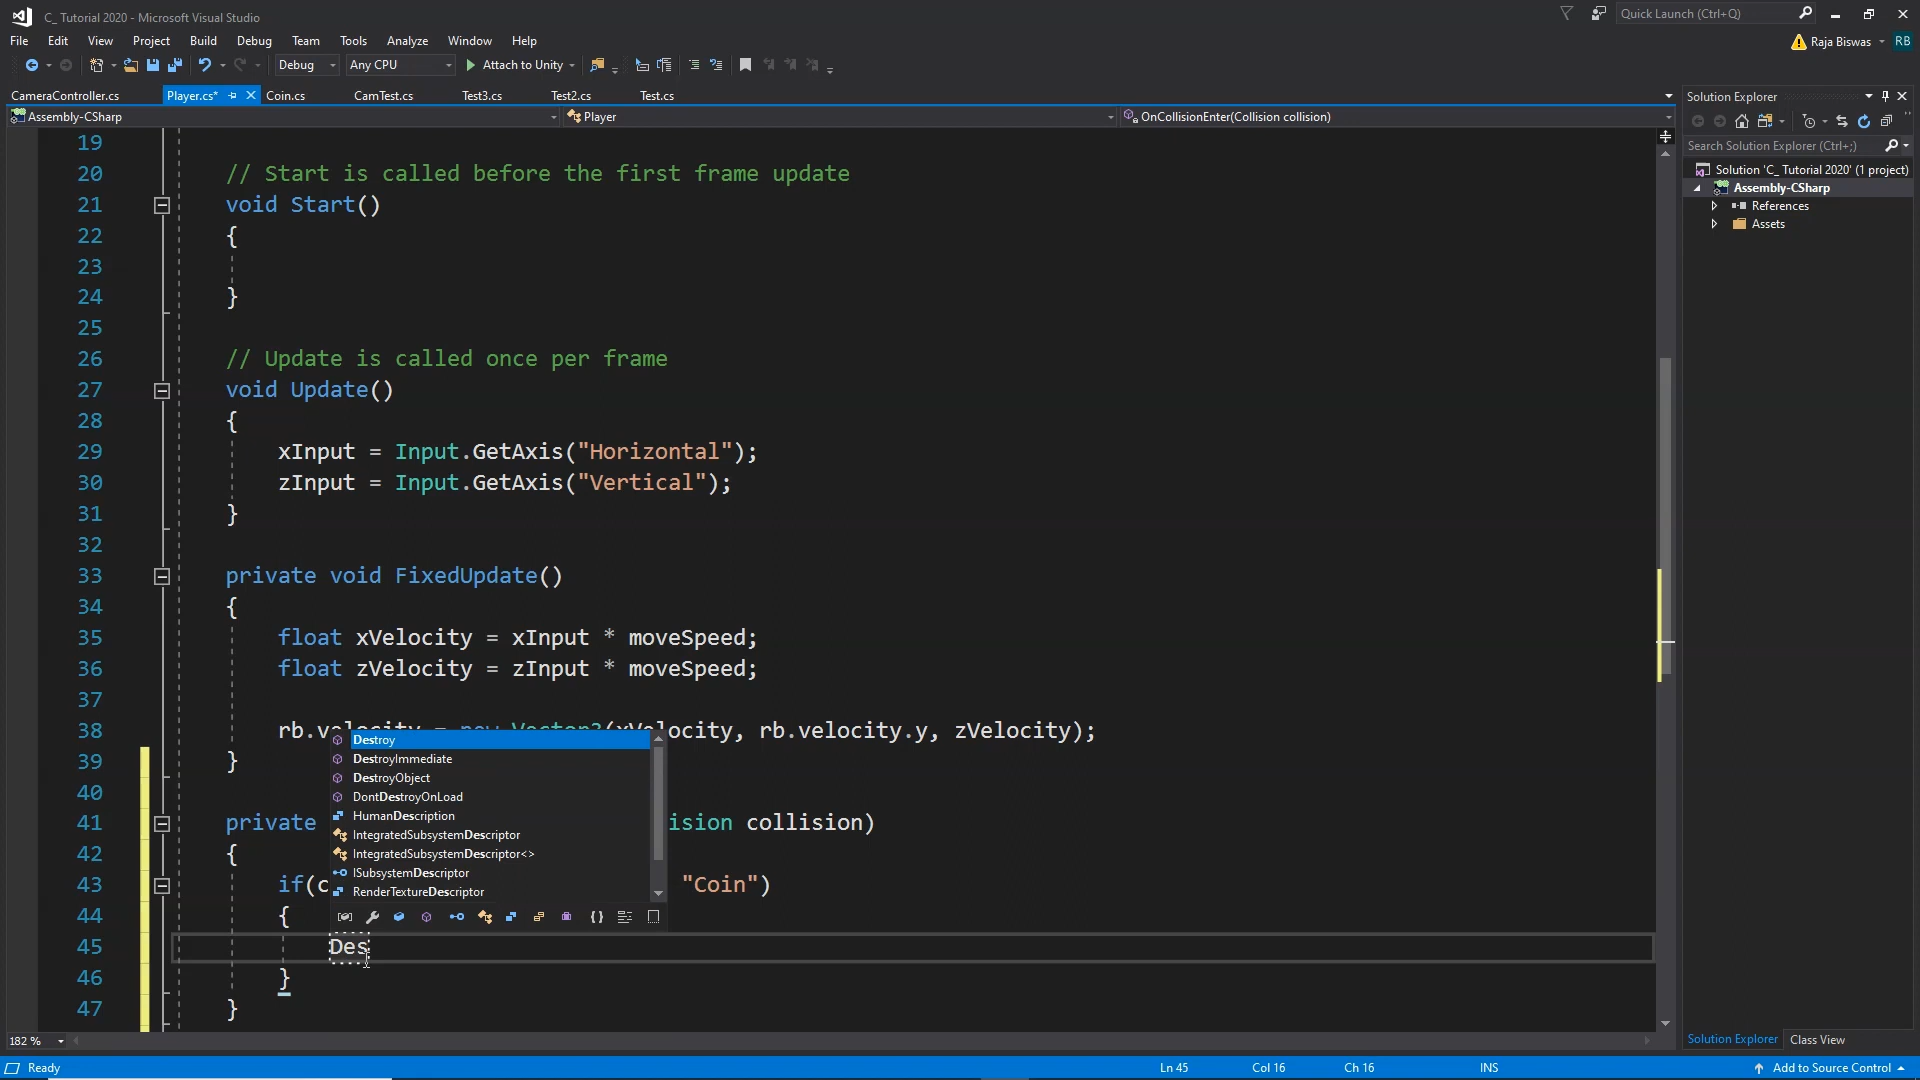 C_ Tutorial 2020 - Microsoft Visual Studio
Quick Launch (Ctrl+Q)
File Edit View Project Build Debug Team Tools Analyze Window Help
Raja Biswas RB
Debug Any CPU Attach to Unity
CameraController.cs Player.cs* Coin.cs CamTest.cs Test3.cs Test2.cs Test.cs
Assembly-CSharp Player OnCollisionEnter(Collision collision)
19
20 // Start is called before the first frame update
21 void Start()
22 {
23
24 }
25
26 // Update is called once per frame
27 void Update()
28 {
29 xInput = Input.GetAxis("Horizontal");
30 zInput = Input.GetAxis("Vertical");
31 }
32
33 private void FixedUpdate()
34 {
35 float xVelocity = xInput * moveSpeed;
36 float zVelocity = zInput * moveSpeed;
37
38 rb.velocity = new Vector3(xVelocity, rb.velocity.y, zVelocity);
39 }
40
41 private ision collision)
42 {
43 if(c "Coin")
44 {
45 Des
46 }
47 }
Destroy
DestroyImmediate
DestroyObject
DontDestroyOnLoad
HumanDescription
IntegratedSubsystemDescriptor
IntegratedSubsystemDescriptor<>
ISubsystemDescriptor
RenderTextureDescriptor
Solution Explorer
Search Solution Explorer (Ctrl+;)
Solution 'C_ Tutorial 2020' (1 project)
Assembly-CSharp
References
Assets
Solution Explorer Class View
182 %
Ready Ln 45 Col 16 Ch 16 INS Add to Source Control